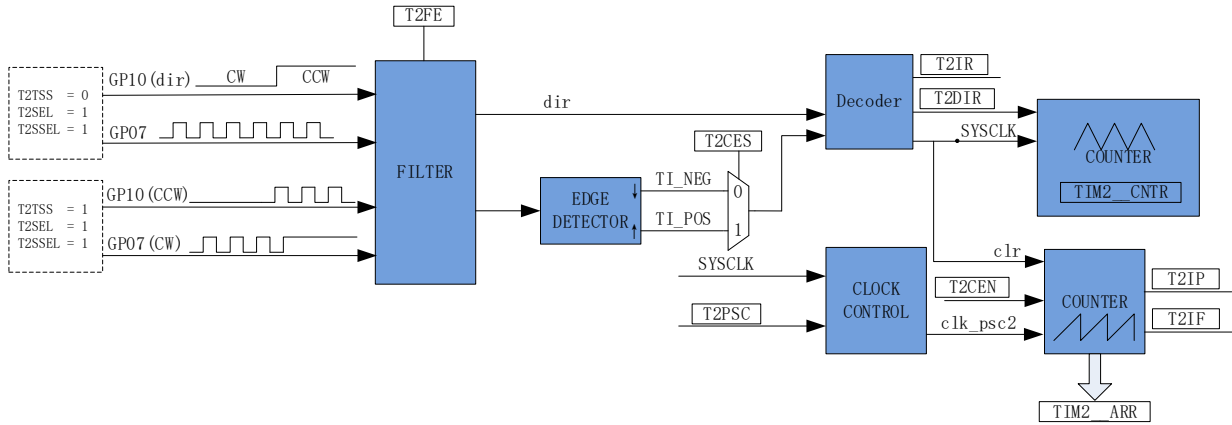 T2FE
T2TSS = 0
T2SEL = 1
T2SSEL = 1
GP10(dir)
CW
CCW
GP07
T2TSS = 1
T2SEL = 1
T2SSEL = 1
GP10(CCW)
GP07(CW)
FILTER
dir
EDGE
DETECTOR
TI_NEG
TI_POS
T2CES
0
1
Decoder
T2IR
T2DIR
SYSCLK
COUNTER
TIM2__CNTR
SYSCLK
T2PSC
CLOCK
CONTROL
clr
T2CEN
clk_psc2
COUNTER
T2IP
T2IF
TIM2__ARR